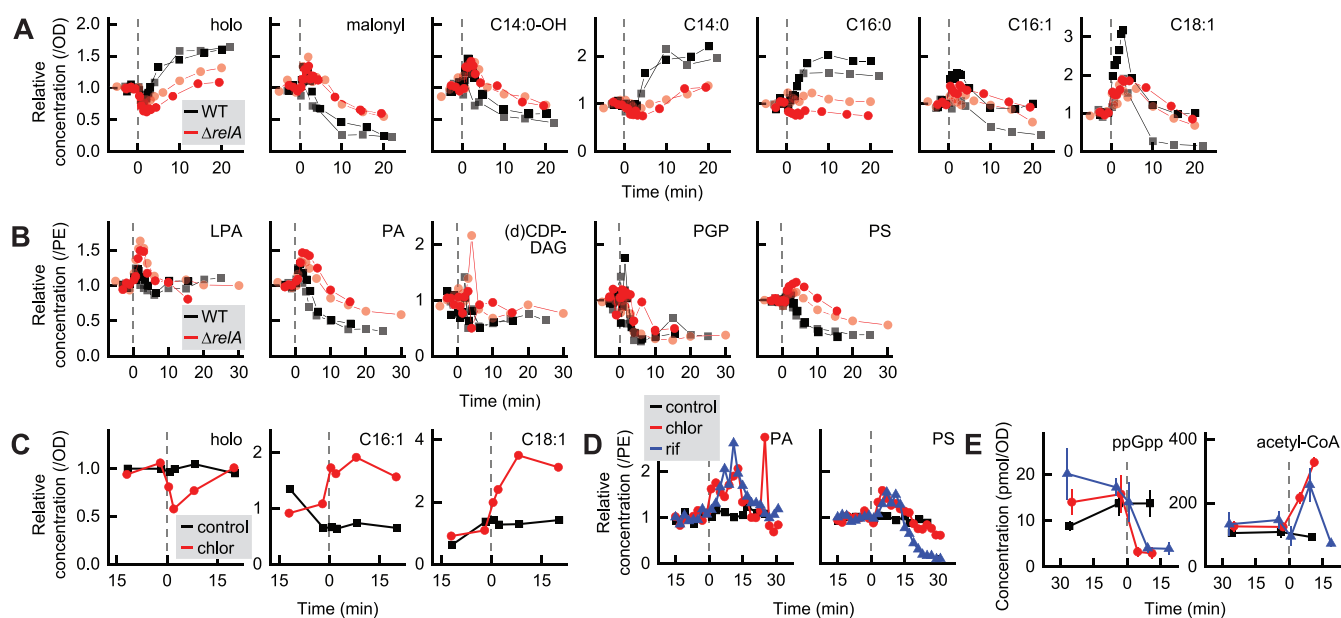 A
holo
malonyl
C14:0-OH
C14:0
C16:0
C16:1
C18:1
Relative
concentration (/OD)
2.0
1.5
1.0
0.5
0.0
WT
ΔrelA
3
2
1
0
0 10 20
0 10 20
0 10 20
0 10 20
0 10 20
0 10 20
0 10 20
Time (min)
B
LPA
PA
(d)CDP-
DAG
PGP
PS
Relative
concentration (/PE)
1.5
1.0
0.5
0.0
WT
ΔrelA
2
1
0
2
1
0
0 10 20 30
0 10 20 30
0 10 20 30
0 10 20 30
0 10 20 30
Time (min)
C
holo
C16:1
C18:1
Relative
concentration (/OD)
1.0
0.5
0.0
control
chlor
2
1
0
4
2
0
15 0 15
15 0 15
15 0 15
Time (min)
D
control
chlor
rif
PA
PS
Relative
concentration (/PE)
2
1
0
15 0 15 30
15 0 15 30
Time (min)
E
ppGpp
acetyl-CoA
Concentration (pmol/OD)
20
10
0
400
200
0
30 15 0 15
30 15 0 15
Time (min)